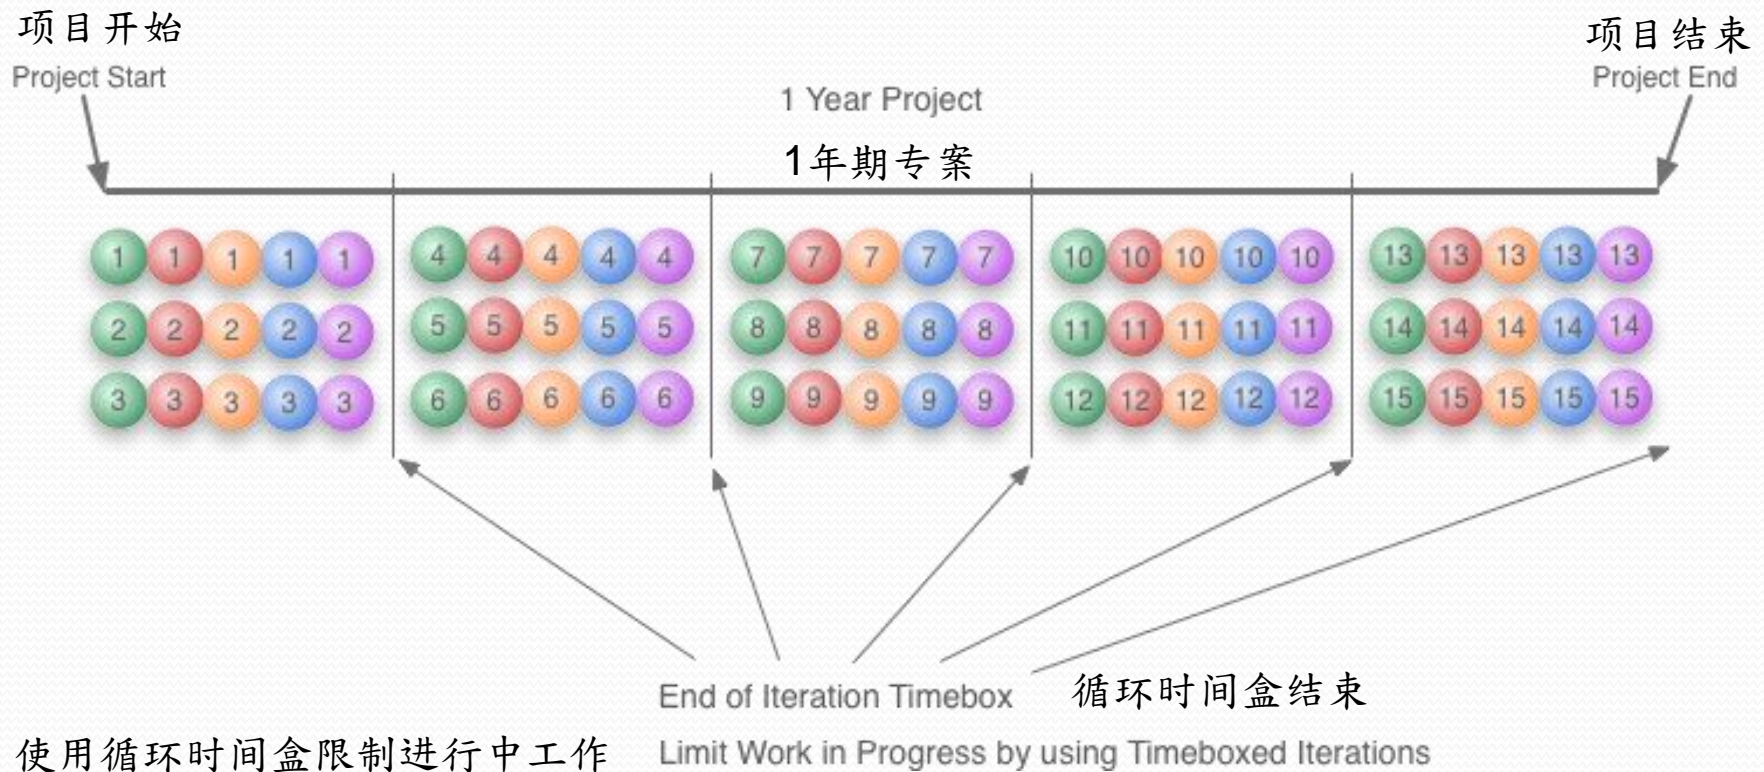 项目开始
Project Start
项目结束
Project End
1 Year Project
1年期专案
1 1 1 1 1
2 2 2 2 2
3 3 3 3 3
4 4 4 4 4
5 5 5 5 5
6 6 6 6 6
7 7 7 7 7
8 8 8 8 8
9 9 9 9 9
10 10 10 10 10
11 11 11 11 11
12 12 12 12 12
13 13 13 13 13
14 14 14 14 14
15 15 15 15 15
End of Iteration Timebox 循环时间盒结束
使用循环时间盒限制进行中工作 Limit Work in Progress by using Timeboxed Iterations